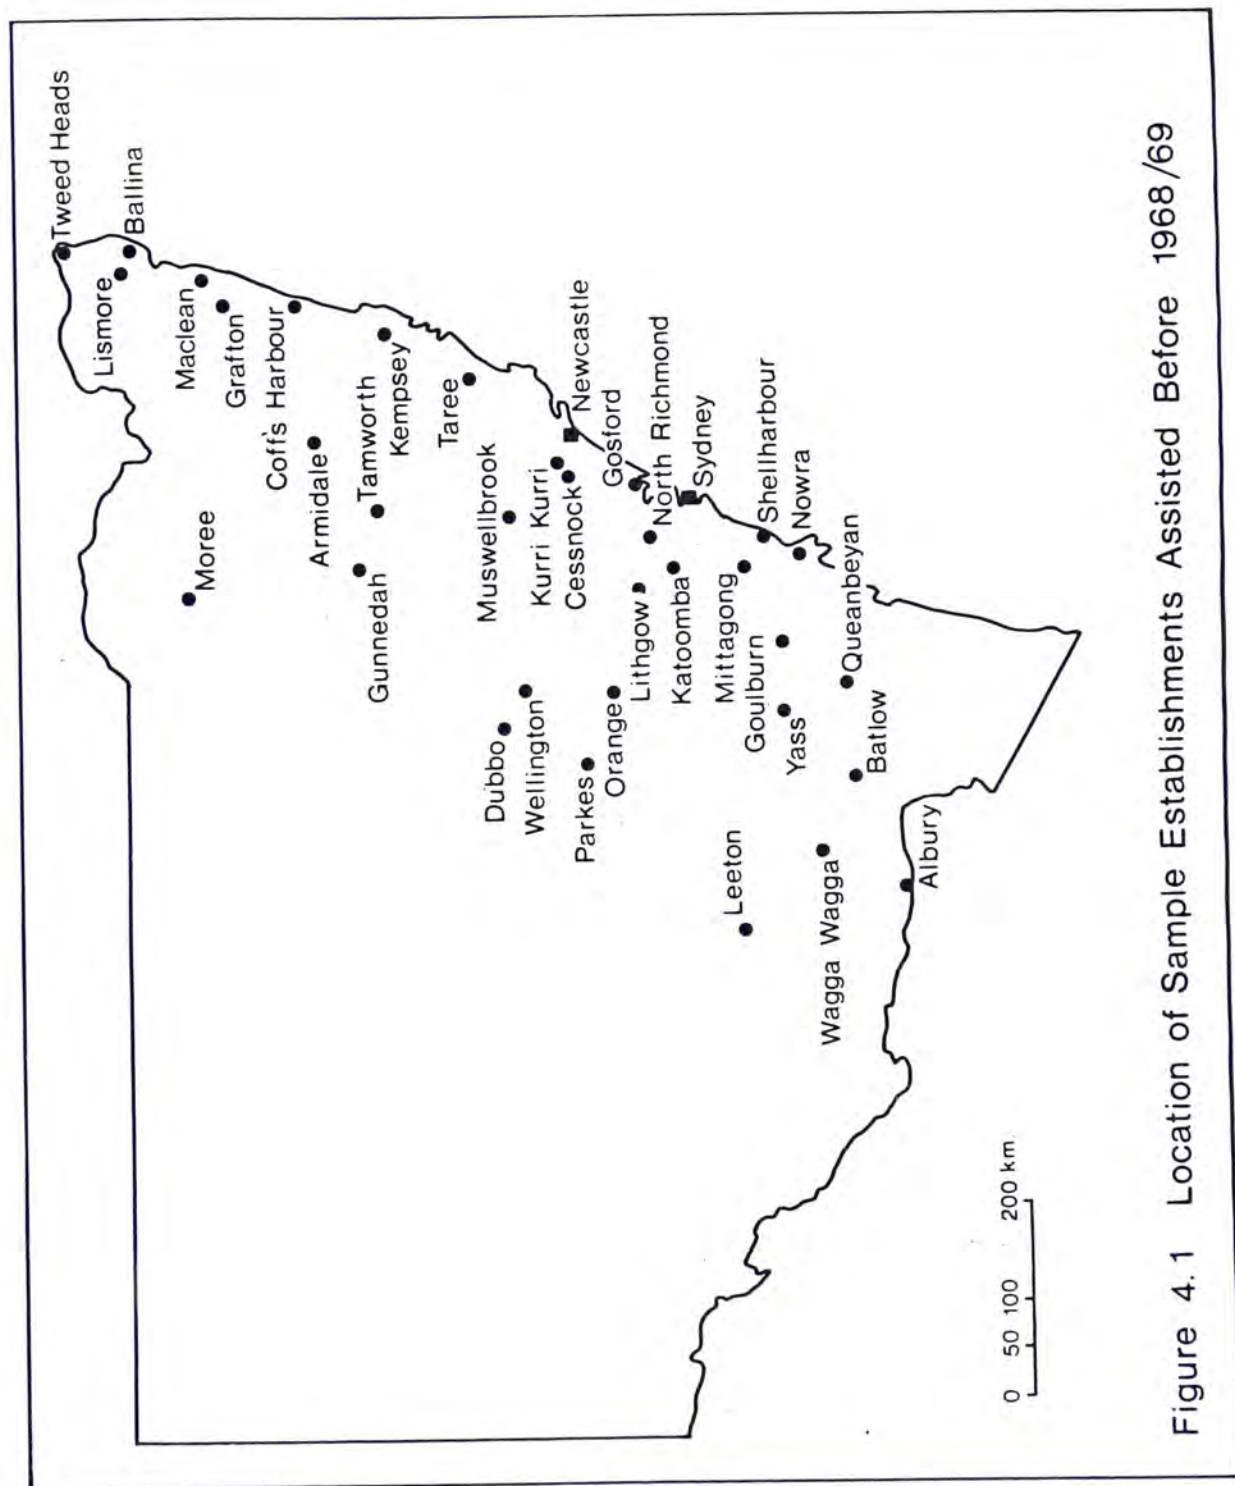 Tweed Heads
Lismore
Ballina
Maclean
Grafton
Moree
Coff's Harbour
Armidale
Gunnedah
Tamworth
Kempsey
Taree
Muswellbrook
Kurri Kurri
Cessnock
Newcastle
Dubbo
Wellington
Parkes
Orange
Gosford
North Richmond
Lithgow
Katoomba
Sydney
Mittagong
Shellharbour
Goulburn
Nowra
Yass
Leeton
Wagga Wagga
Queanbeyan
Batlow
Albury
0 50 100 200 km.
Figure 4.1 Location of Sample Establishments Assisted Before 1968/69